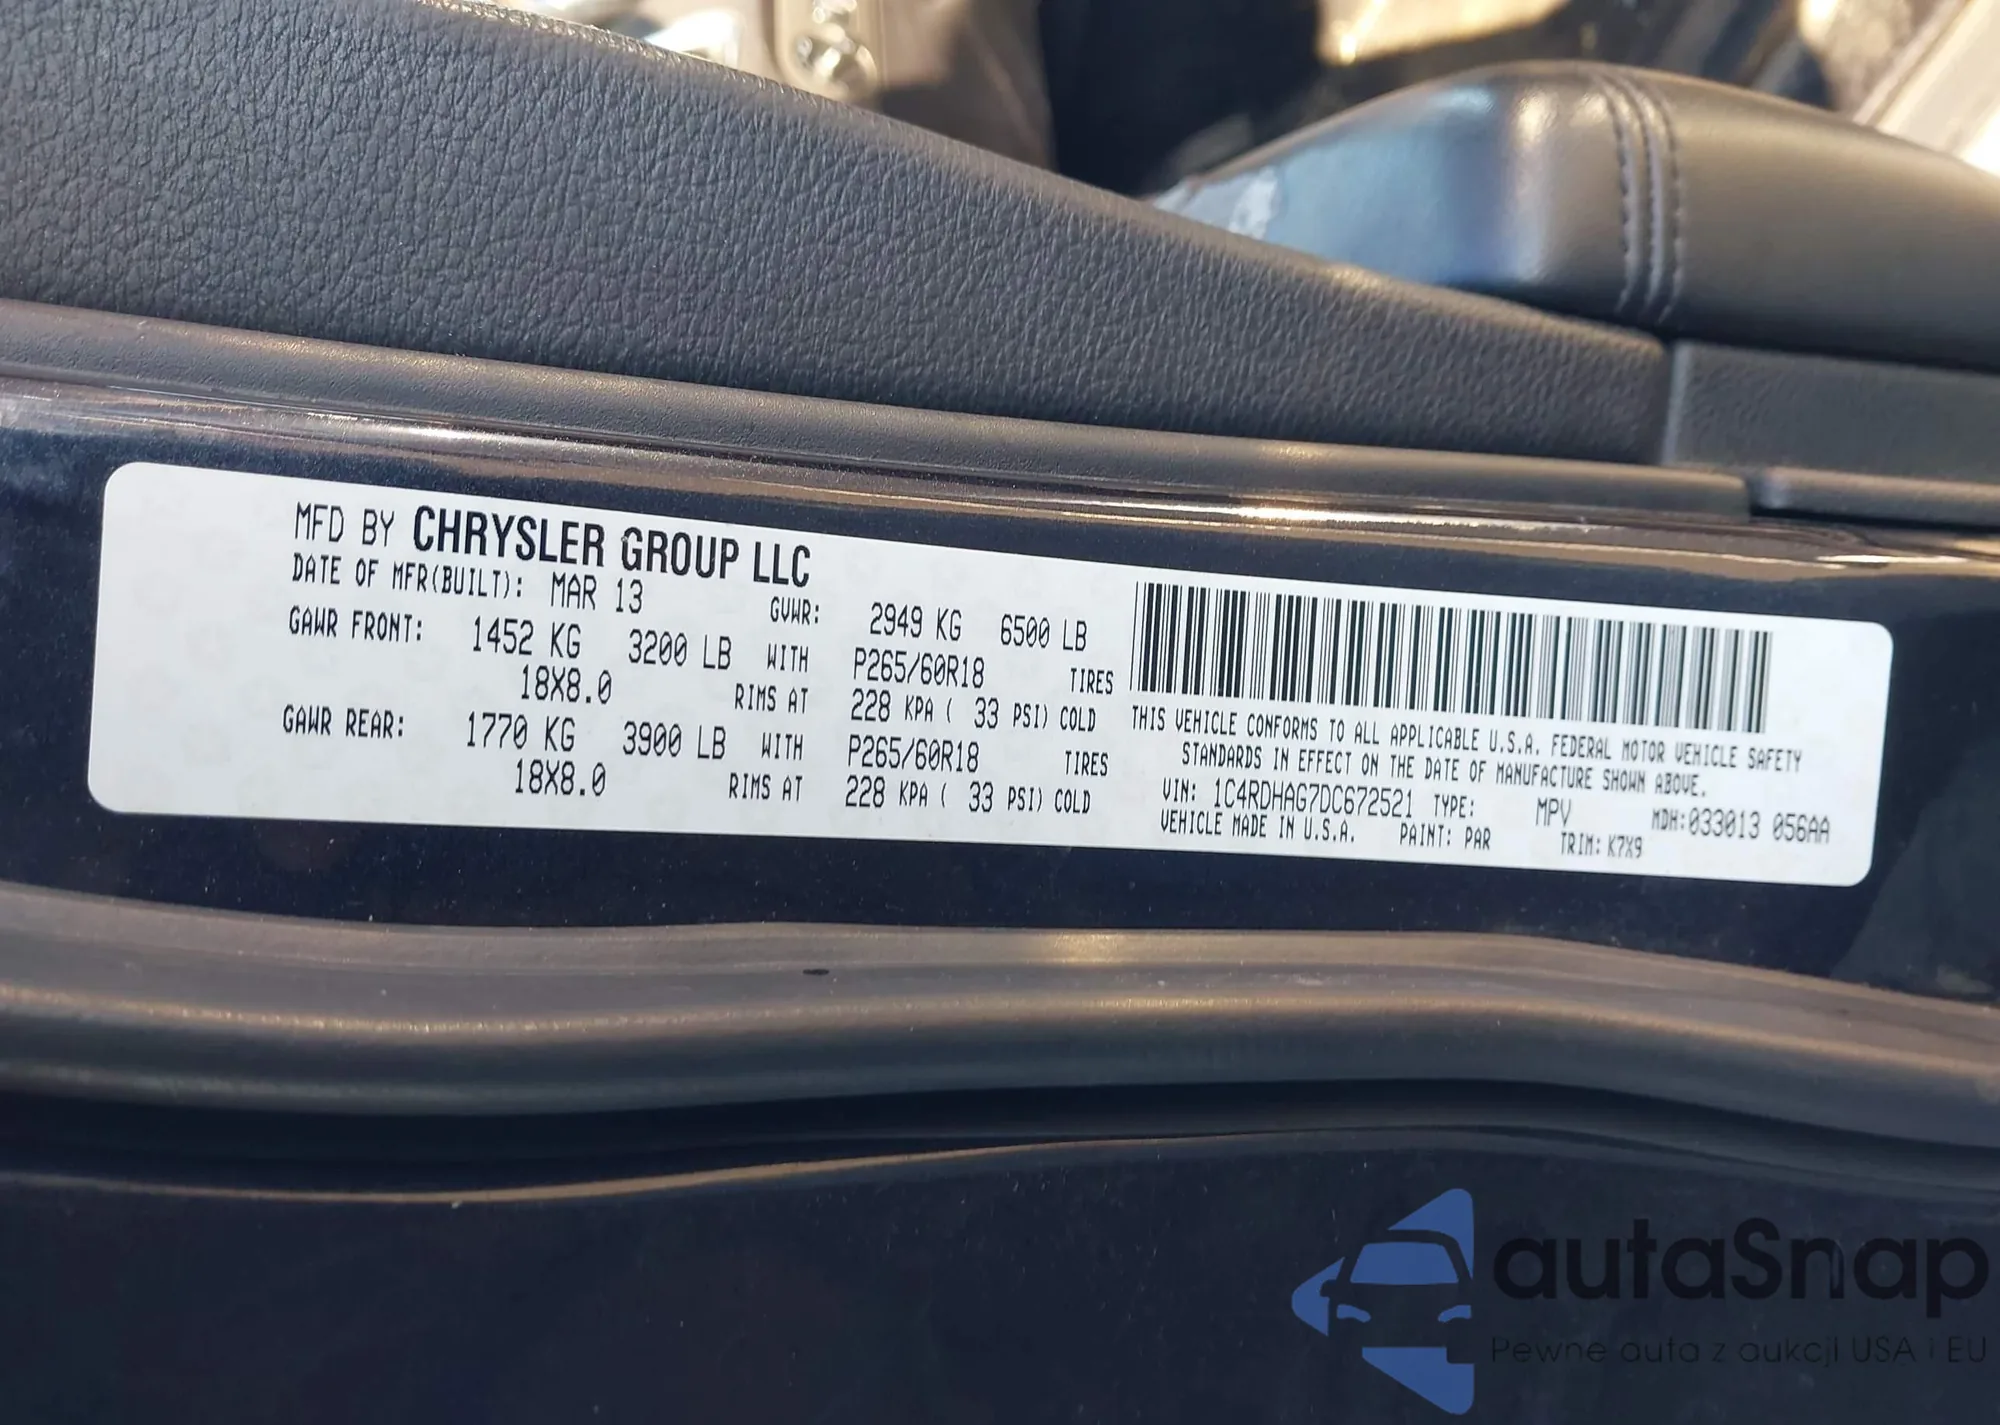 MFD BY CHRYSLER GROUP LLC
DATE OF MFR(BUILT): MAR 13 GVWR: 2949 KG 6500 LB
GAWR FRONT: 1452 KG 3200 LB WITH P265/60R18 TIRES
18X8.0 RIMS AT 228 KPA ( 33 PSI) COLD
GAWR REAR: 1770 KG 3900 LB WITH P265/60R18 TIRES
18X8.0 RIMS AT 228 KPA ( 33 PSI) COLD
THIS VEHICLE CONFORMS TO ALL APPLICABLE U.S.A. FEDERAL MOTOR VEHICLE SAFETY
STANDARDS IN EFFECT ON THE DATE OF MANUFACTURE SHOWN ABOVE.
VIN: 1C4RDHAG7DC672521 TYPE: MPV MDH:033013 056AA
VEHICLE MADE IN U.S.A. PAINT: PAR TRIM: K7X9
autaSnap
Pewne auta z aukcji USA i EU